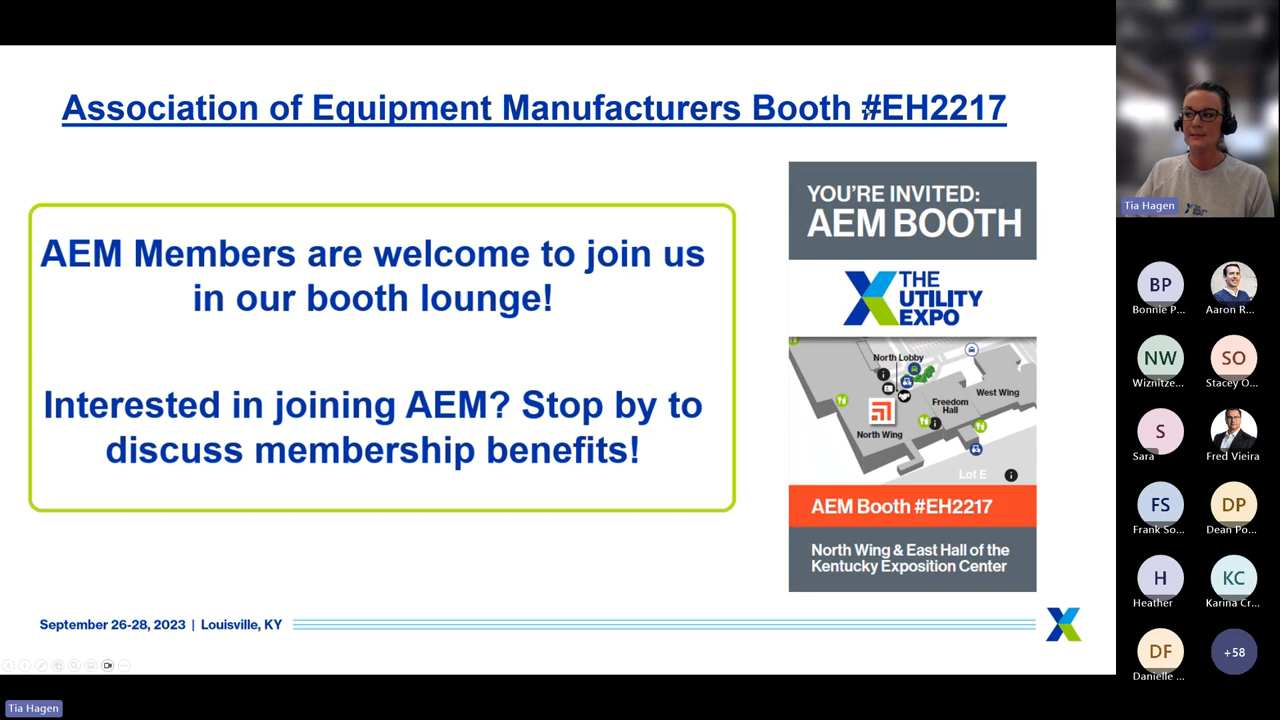 Association of Equipment Manufacturers Booth #EH2217
AEM Members are welcome to join us
in our booth lounge!
Interested in joining AEM? Stop by to
discuss membership benefits!
YOU'RE INVITED:
AEM BOOTH
THE
UTILITY
EXPO
North Lobby
West Wing
Freedom
Hall
North Wing
Lot E
AEM Booth #EH2217
North Wing & East Hall of the
Kentucky Exposition Center
September 26-28, 2023 | Louisville, KY
Tia Hagen
Tia Hagen
BP
Bonnie P...
Aaron R...
NW
Wiznitze...
SO
Stacey O...
S
Sara
Fred Vieira
FS
Frank So...
DP
Dean Po...
H
Heather
KC
Karina Cr...
DF
Danielle ...
+58